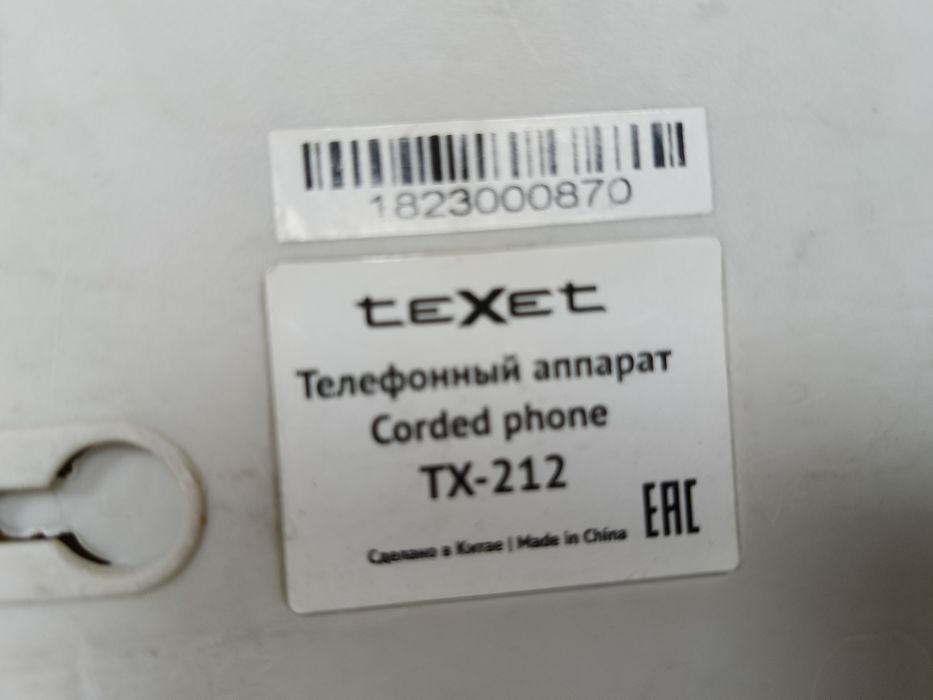 1823000870
teXet
Телефонный аппарат
Corded phone
TX-212
Сделано в Китае | Made in China
EAC